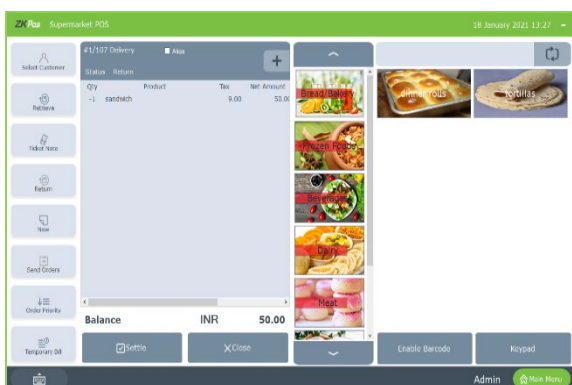 ZKPos Supermarket POS
18 January 2021 13:27
Select Customer
Retrieve
Ticket Note
Return
New
Send Orders
Order Priority
Temporary Bill
#1/107 Delivery
Status Return
Qty Product Tax Net Amount
-1 sandwich 9.00 50.00
Balance INR 50.00
Settle
Close
Bread/Bakery
Frozen Foods
Beverages
Dairy
Meat
dinner rolls
tortillas
Enable Barcode
Keypad
Admin
Main Menu